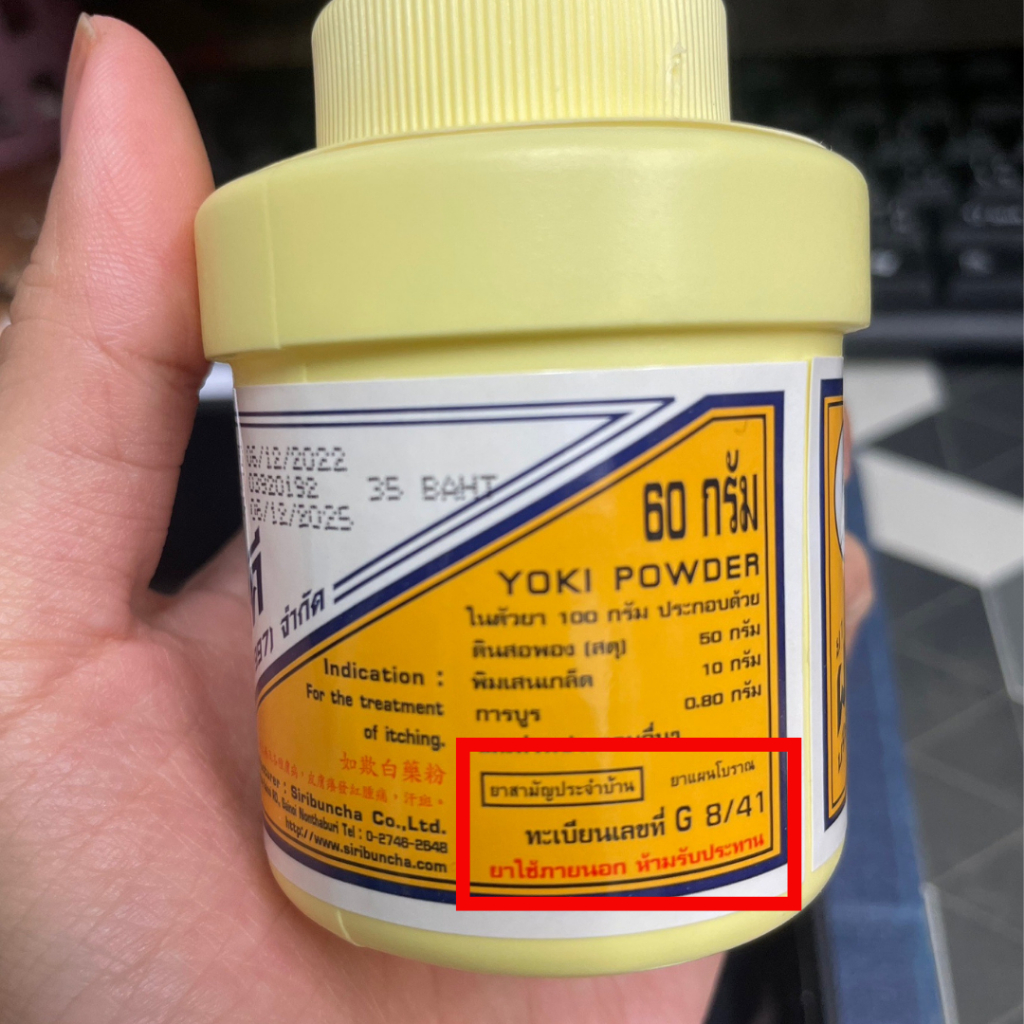 06/12/2022
03920192
06/12/2025
35 BAHT
จำกัด
60 กรัม
YOKI POWDER
ในตัวยา 100 กรัม ประกอบด้วย
ดินสอพอง (สตุ) 50 กรัม
พิมเสนเกล็ด 10 กรัม
การบูร 0.80 กรัม
Indication :
For the treatment
of itching.
如欺白藥粉
Siribuncha Co.,Ltd.
Nonthaburi Tel : 0-2746-2648
http://www.siribuncha.com
ยาสามัญประจำบ้าน ยาแผนโบราณ
ทะเบียนเลขที่ G 8/41
ยาใช้ภายนอก ห้ามรับประทาน